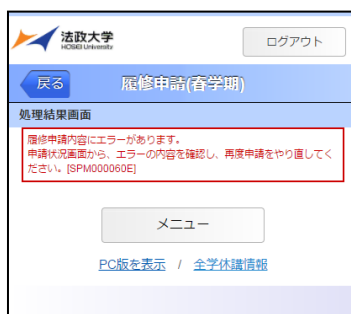 法政大学
HOSEI University
ログアウト
戻る
履修申請(春学期)
処理結果画面
履修申請内容にエラーがあります。
申請状況画面から、エラーの内容を確認し、再度申請をやり直してく
ださい。[SPM000060E]
メニュー
PC版を表示 / 全学休講情報